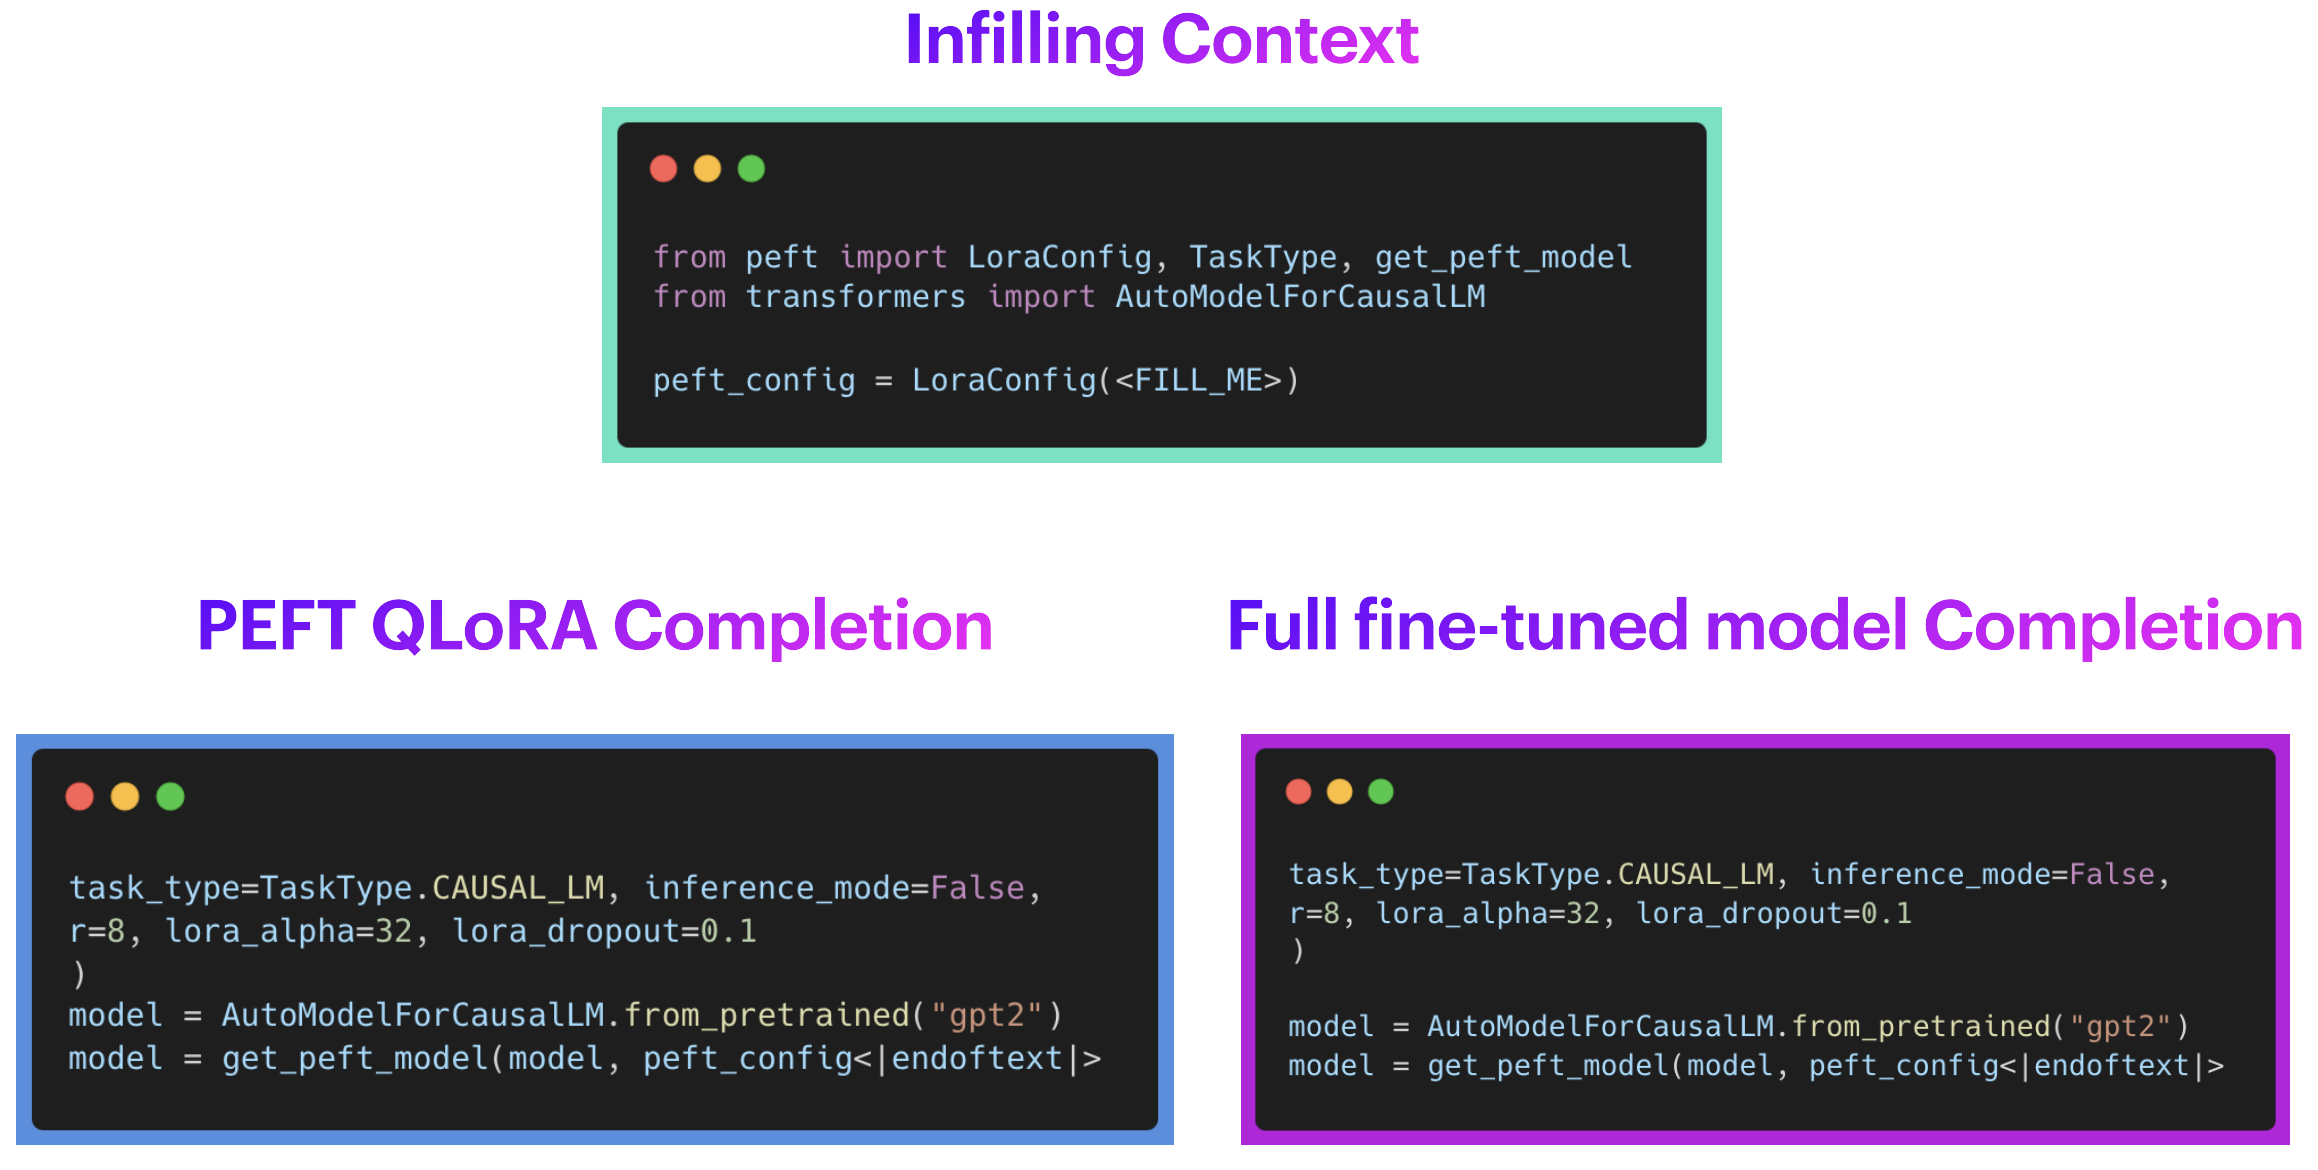 Infilling Context
from peft import LoraConfig, TaskType, get_peft_model
from transformers import AutoModelForCausalLM
peft_config = LoraConfig(<FILL_ME>)
PEFT QLoRA Completion
task_type=TaskType.CAUSAL_LM, inference_mode=False,
r=8, lora_alpha=32, lora_dropout=0.1
)
model = AutoModelForCausalLM.from_pretrained("gpt2")
model = get_peft_model(model, peft_config<|endoftext|>
Full fine-tuned model Completion
task_type=TaskType.CAUSAL_LM, inference_mode=False,
r=8, lora_alpha=32, lora_dropout=0.1
)
model = AutoModelForCausalLM.from_pretrained("gpt2")
model = get_peft_model(model, peft_config<|endoftext|>